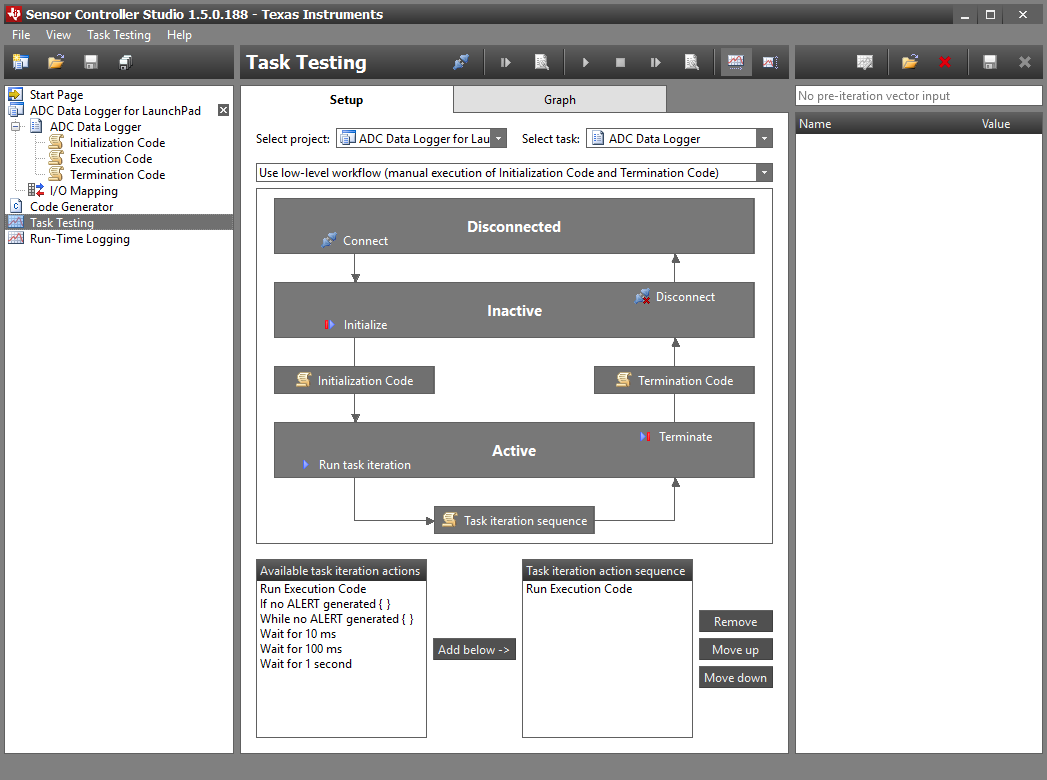 Sensor Controller Studio 1.5.0.188 - Texas Instruments
File View Task Testing Help
Task Testing
Start Page
ADC Data Logger for LaunchPad
ADC Data Logger
Initialization Code
Execution Code
Termination Code
I/O Mapping
Code Generator
Task Testing
Run-Time Logging
Setup Graph
Select project: ADC Data Logger for Lau Select task: ADC Data Logger
Use low-level workflow (manual execution of Initialization Code and Termination Code)
Disconnected
Connect
Disconnect
Inactive
Initialize
Initialization Code Termination Code
Terminate
Active
Run task iteration
Task iteration sequence
Available task iteration actions
Run Execution Code
If no ALERT generated { }
While no ALERT generated { }
Wait for 10 ms
Wait for 100 ms
Wait for 1 second
Add below ->
Task iteration action sequence
Run Execution Code
Remove
Move up
Move down
No pre-iteration vector input
Name Value